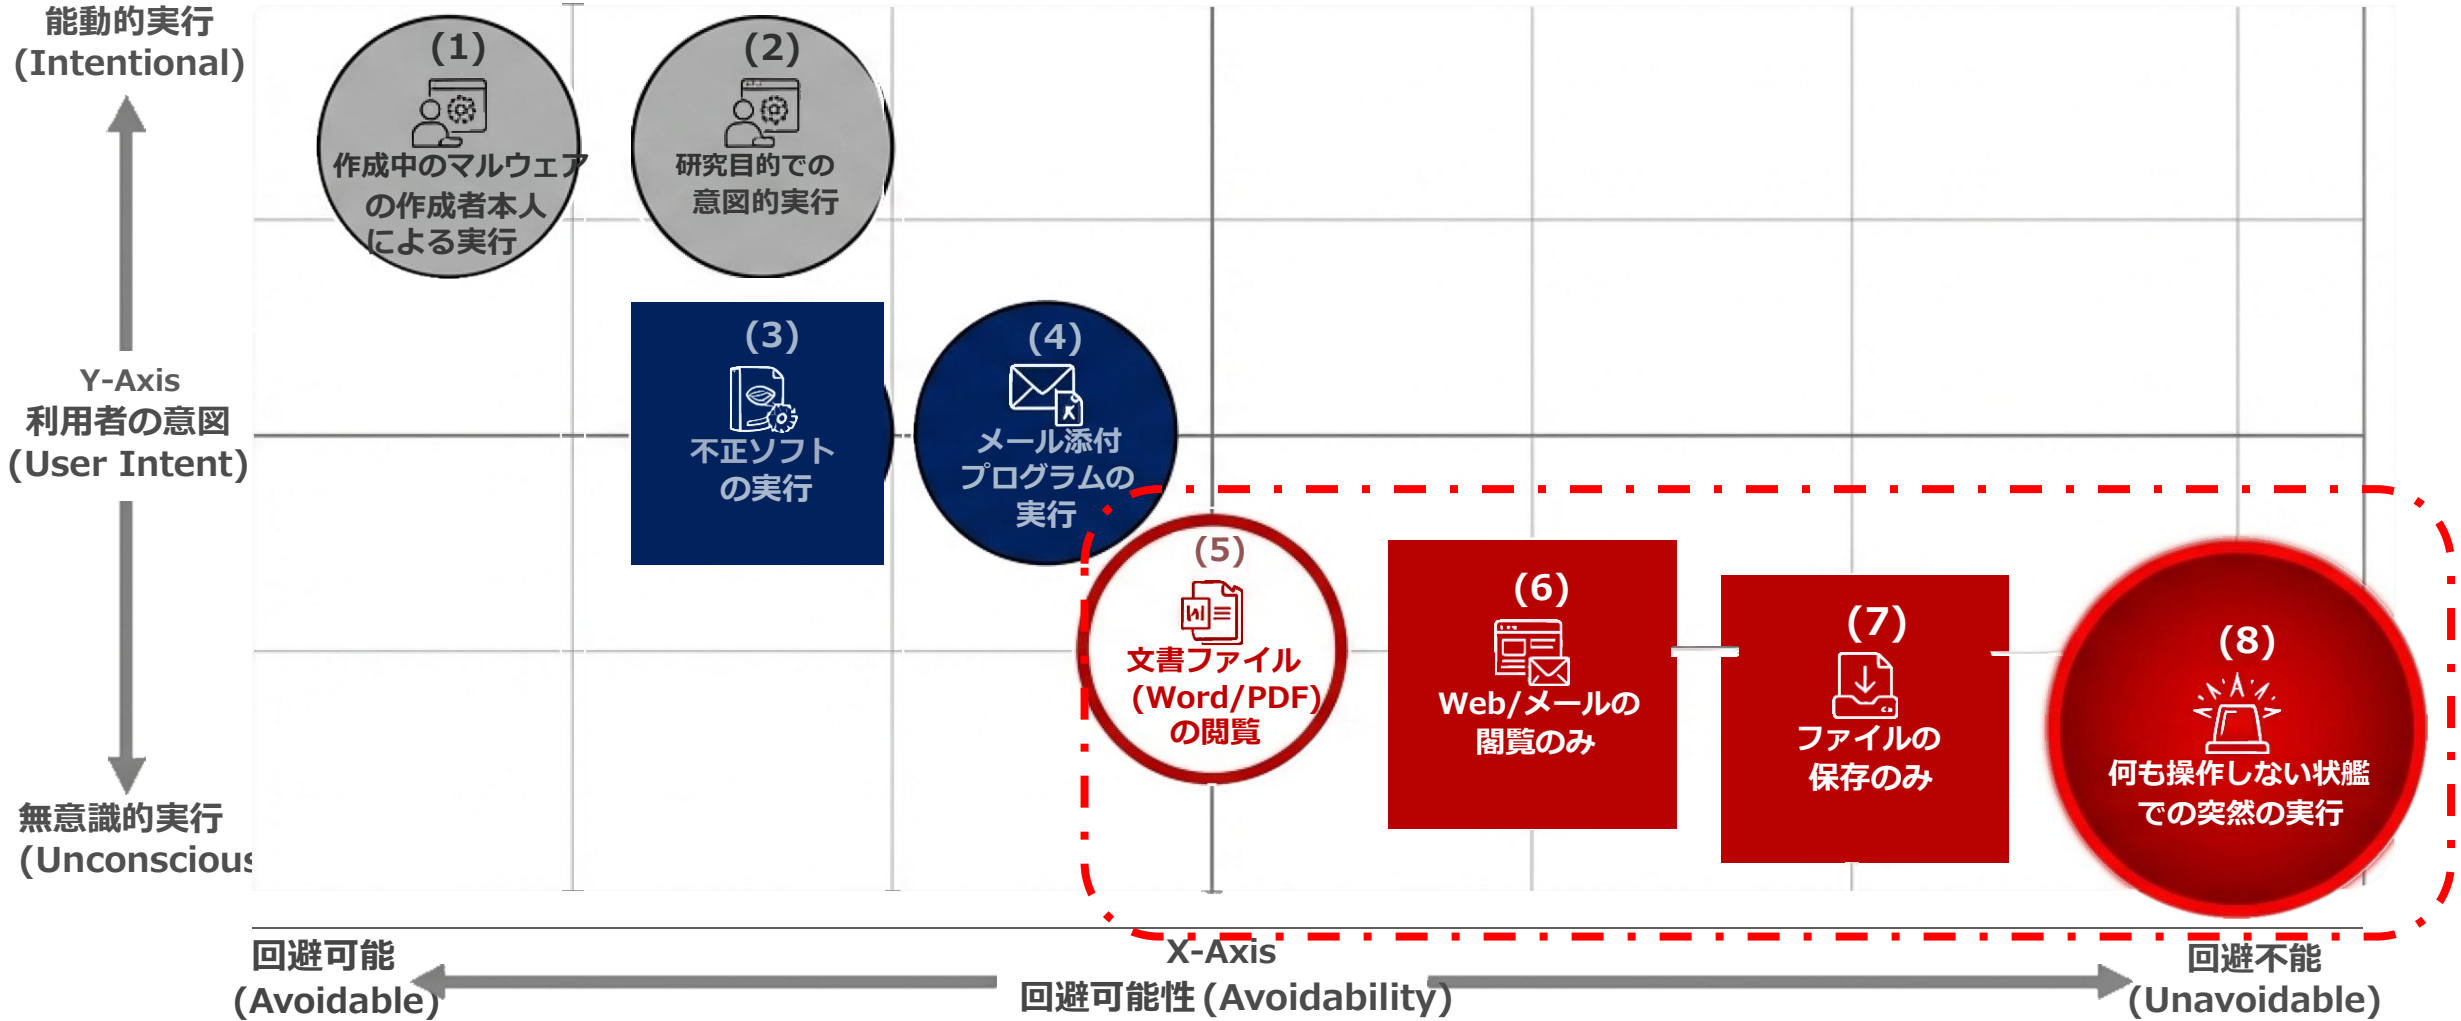 能動的実行
(Intentional)
Y-Axis
利用者の意図
(User Intent)
無意識的実行
(Unconscious
(1)
作成中のマルウェア
の作成者本人
による実行
(2)
研究目的での
意図的実行
(3)
不正ソフト
の実行
(4)
メール添付
プログラムの
実行
(5)
文書ファイル
(Word/PDF)
の閲覧
(6)
Web/メールの
閣覧のみ
(7)
ファイルの
保存のみ
(8)
何も操作しない状艦
での突然の実行
回避可能
(Avoidable)
X-Axis
回避可能性 (Avoidability)
回避不能
(Unavoidable)